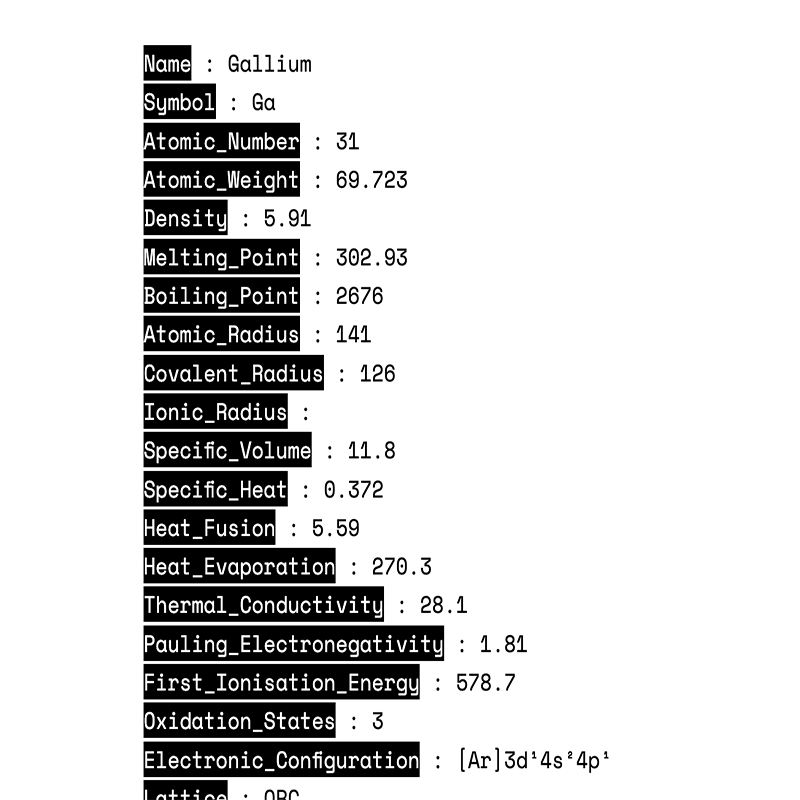 Name : Gallium
Symbol : Ga
Atomic_Number : 31
Atomic_Weight : 69.723
Density : 5.91
Melting_Point : 302.93
Boiling_Point : 2676
Atomic_Radius : 141
Covalent_Radius : 126
Ionic_Radius :
Specific_Volume : 11.8
Specific_Heat : 0.372
Heat_Fusion : 5.59
Heat_Evaporation : 270.3
Thermal_Conductivity : 28.1
Pauling_Electronegativity : 1.81
First_Ionisation_Energy : 578.7
Oxidation_States : 3
Electronic_Configuration : [Ar]3d¹4s²4p¹
Lattice : ORC